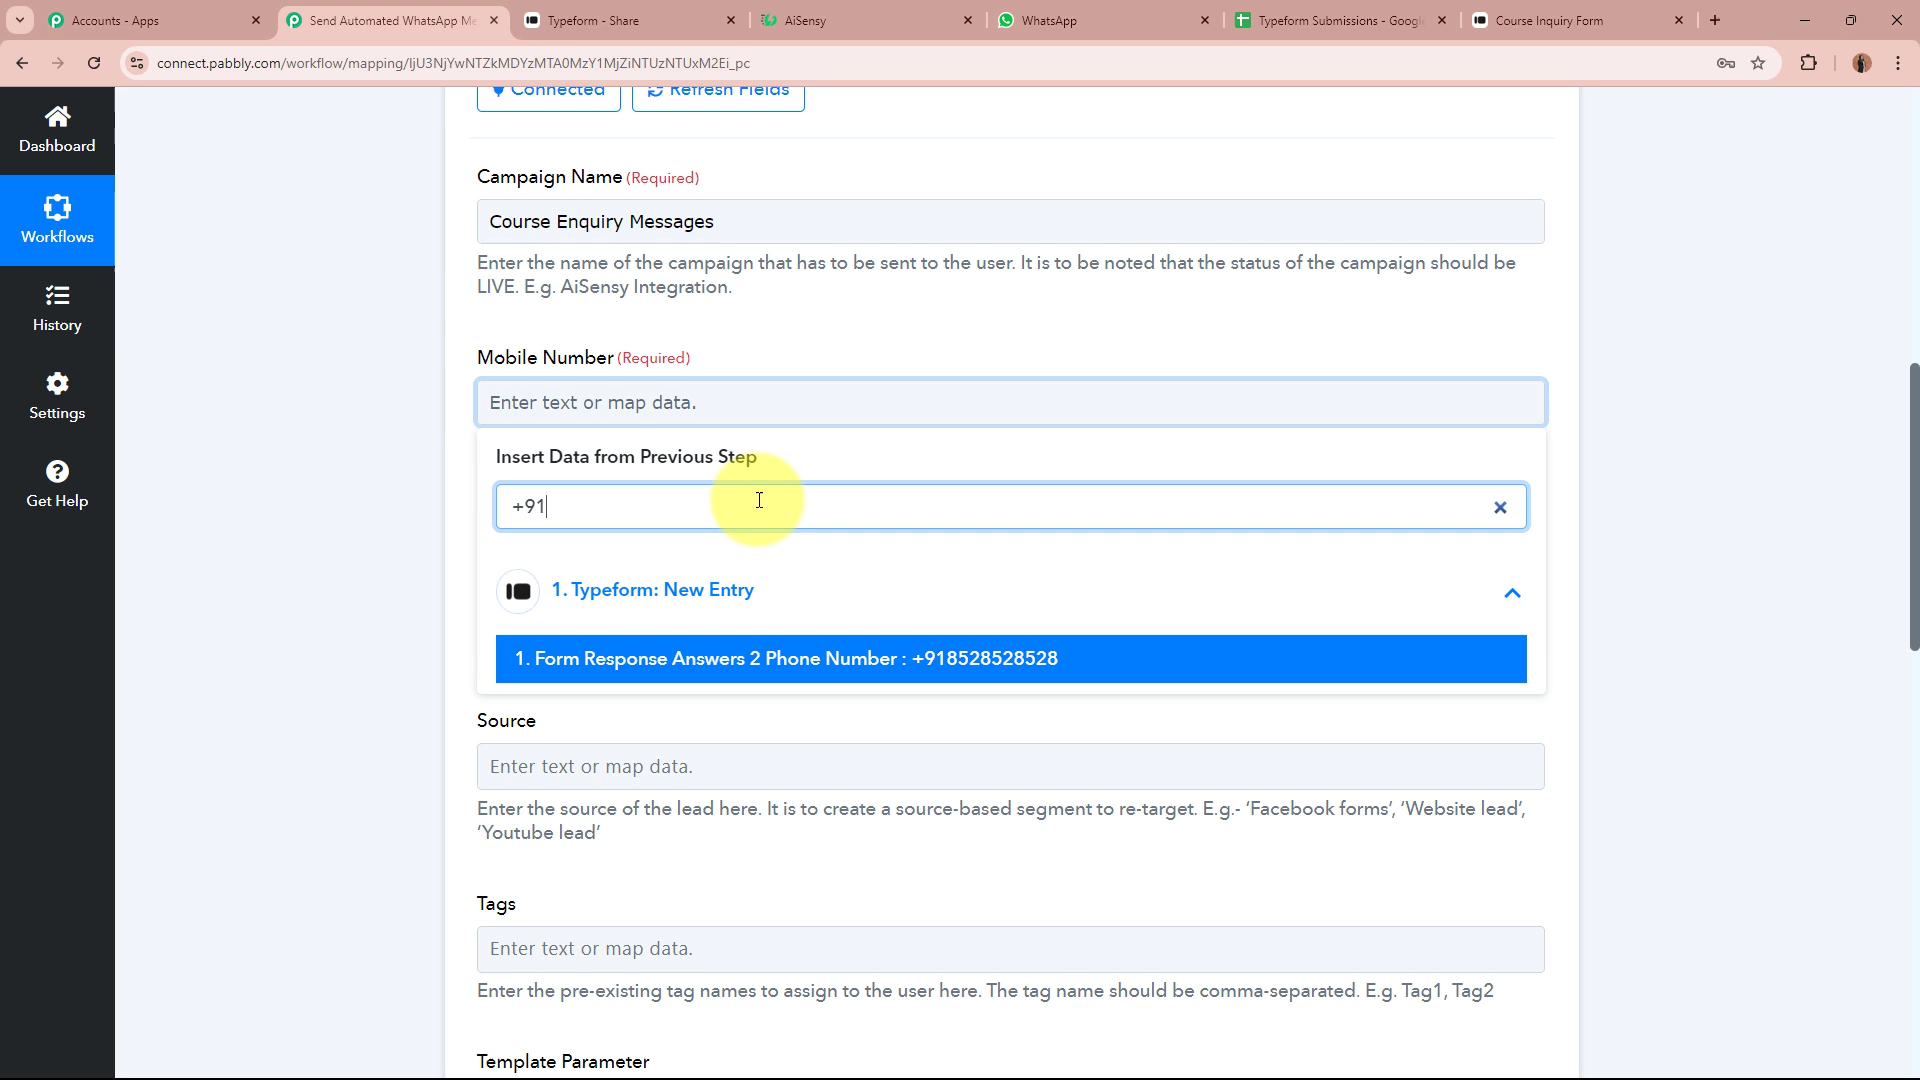 Accounts - Apps
Send Automated WhatsApp Me
Typeform - Share
AiSensy
WhatsApp
Typeform Submissions - Googl
Course Inquiry Form
connect.pabbly.com/workflow/mapping/IjU3NjYwNTZkMDYzMTA0MzY1MjZiNTUzNTUxM2Ei_pc
Dashboard
Workflows
History
Settings
Get Help
Connected
Refresh Fields
Campaign Name (Required)
Course Enquiry Messages
Enter the name of the campaign that has to be sent to the user. It is to be noted that the status of the campaign should be
LIVE. E.g. AiSensy Integration.
Mobile Number (Required)
Enter text or map data.
Insert Data from Previous Step
+91
1. Typeform: New Entry
1. Form Response Answers 2 Phone Number : +918528528528
Source
Enter text or map data.
Enter the source of the lead here. It is to create a source-based segment to re-target. E.g.- ‘Facebook forms’, ‘Website lead’,
‘Youtube lead’
Tags
Enter text or map data.
Enter the pre-existing tag names to assign to the user here. The tag name should be comma-separated. E.g. Tag1, Tag2
Template Parameter